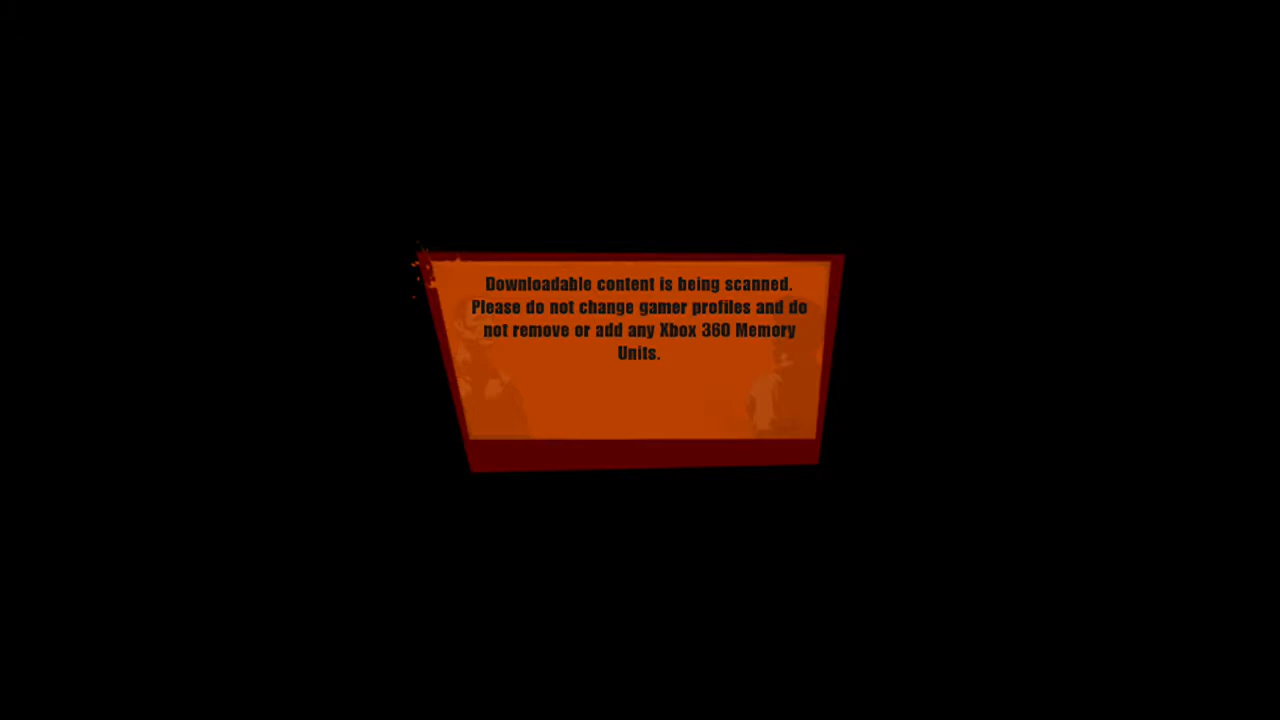 Downloadable content is being scanned.
Please do not change gamer profiles and do
not remove or add any Xbox 360 Memory
Units.